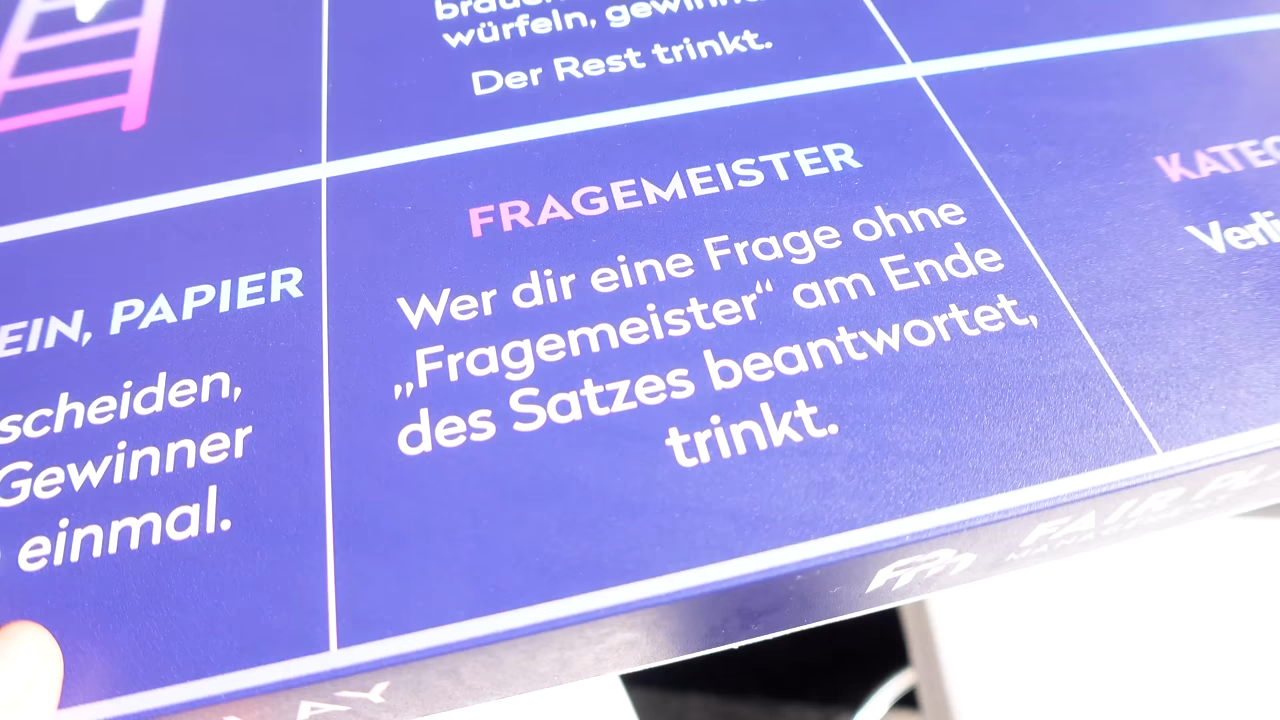 würfeln,
Der Rest trinkt.
FRAGEMEISTER
Wer dir eine Frage ohne
„Fragemeister“ am Ende
des Satzes beantwortet,
trinkt.
EIN, PAPIER
scheiden,
Gewinner
einmal.
FAIR